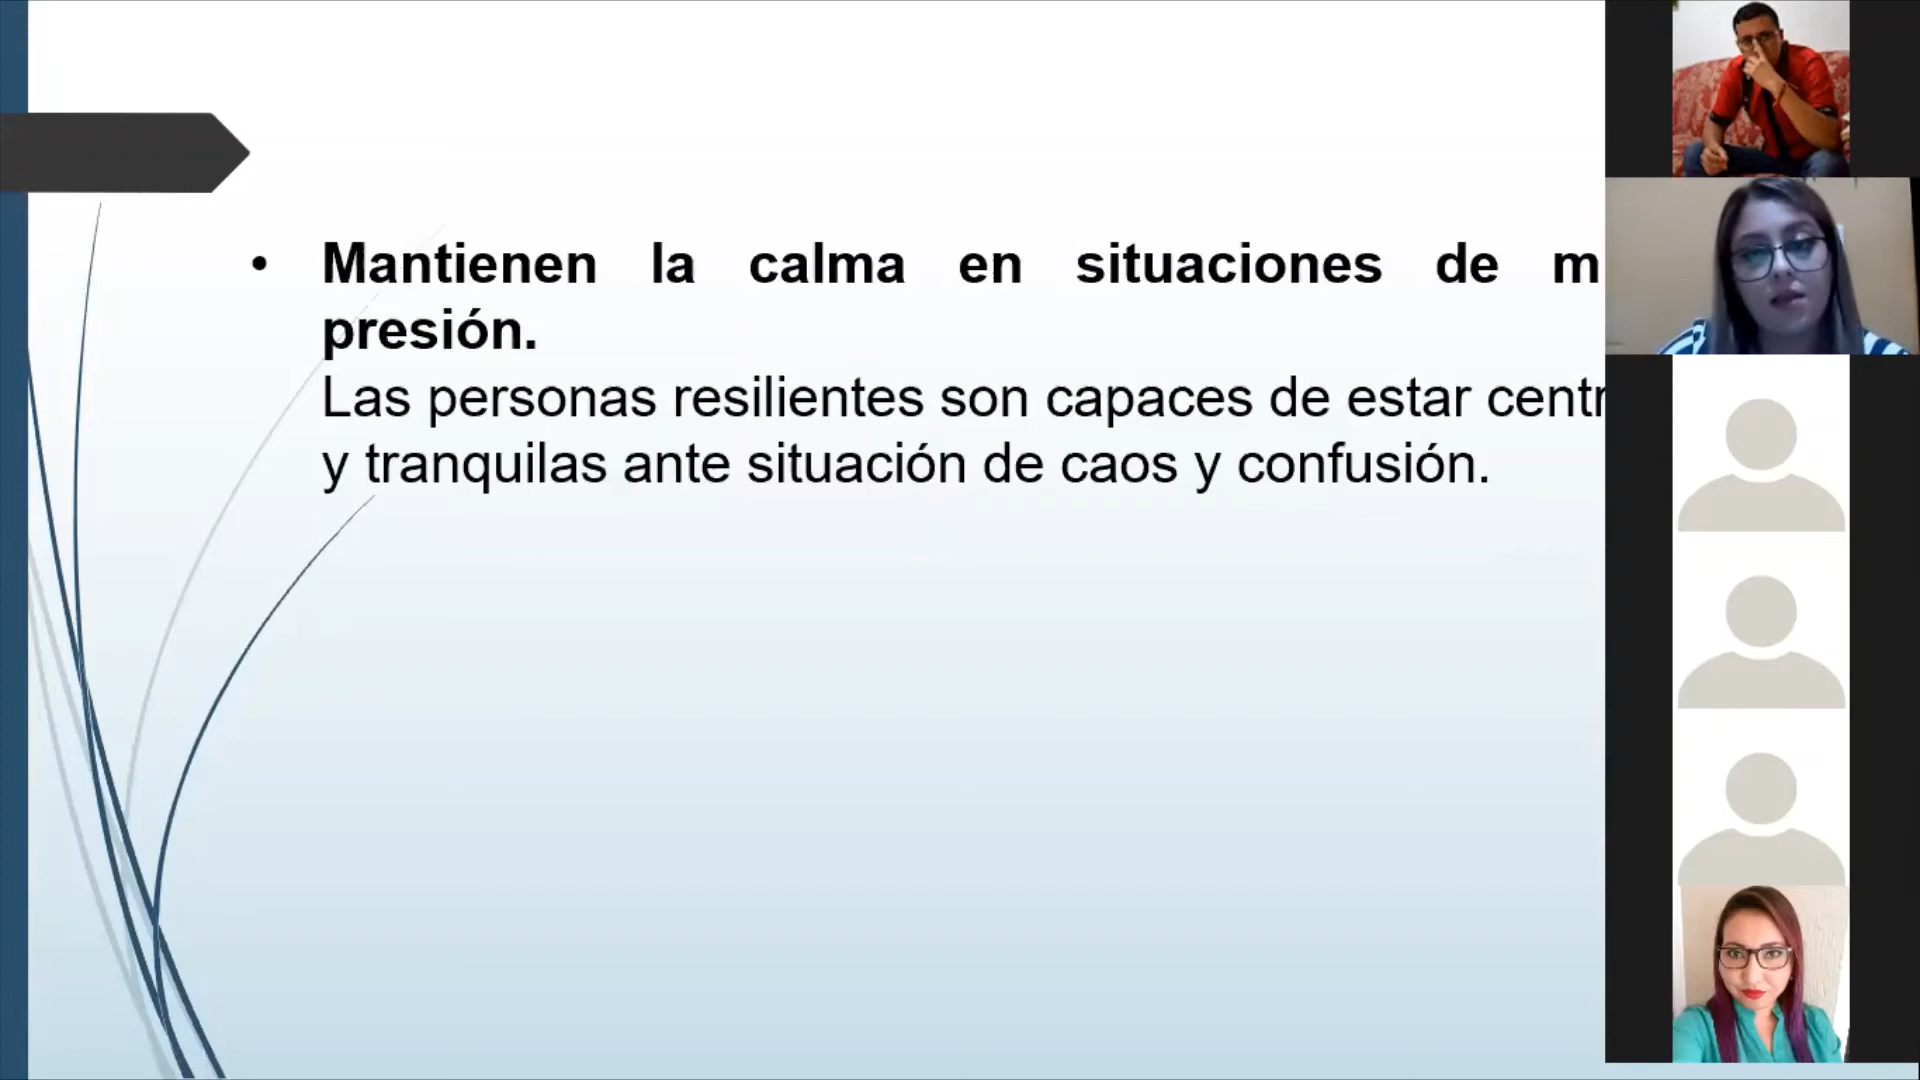 • Mantienen la calma en situaciones de
presión.
Las personas resilientes son capaces de estar
y tranquilas ante situación de caos y confusión.